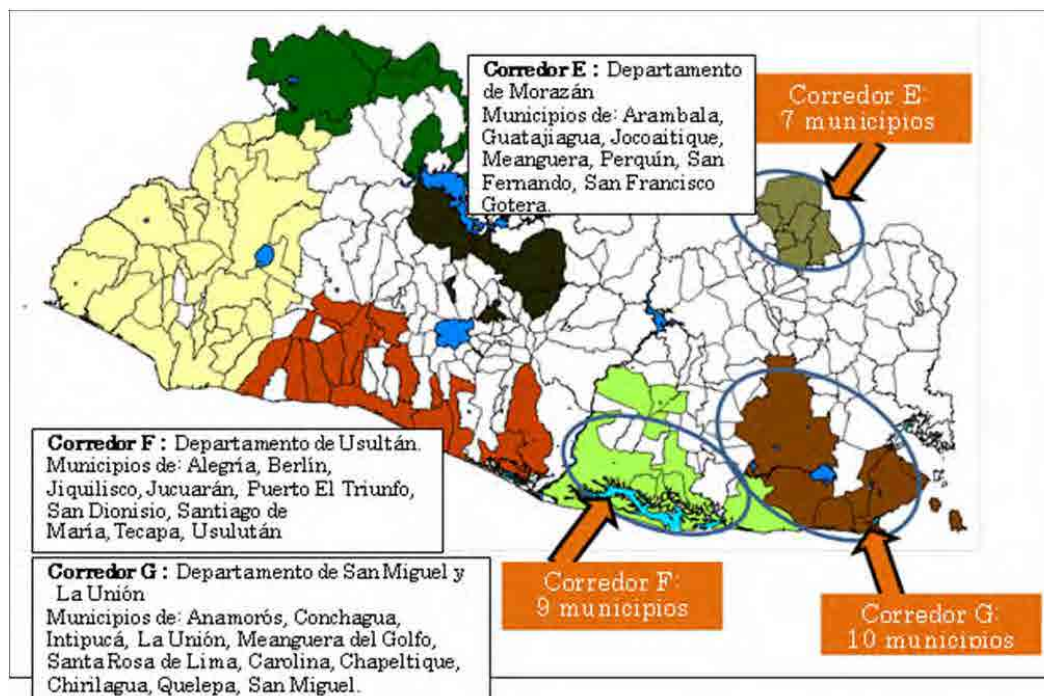 Corredor E : Departamento
de Morazán
Municipios de: Arambala,
Guatajiagua, Jocoaitique,
Meanguera, Perquín, San
Fernando, San Francisco
Gotera.
Corredor E:
7 municipios
Corredor F : Departamento de Usultán.
Municipios de: Alegría, Berlín,
Jiquilisco, Jucuarán, Puerto El Triunfo,
San Dionisio, Santiago de
María, Tecapa, Usulután
Corredor G : Departamento de San Miguel y
La Unión
Municipios de: Anamorós, Conchagua,
Intipucá, La Unión, Meanguera del Golfo,
Santa Rosa de Lima, Carolina, Chapeltique,
Chirilagua, Quelepa, San Miguel.
Corredor F:
9 municipios
Corredor G:
10 municipios